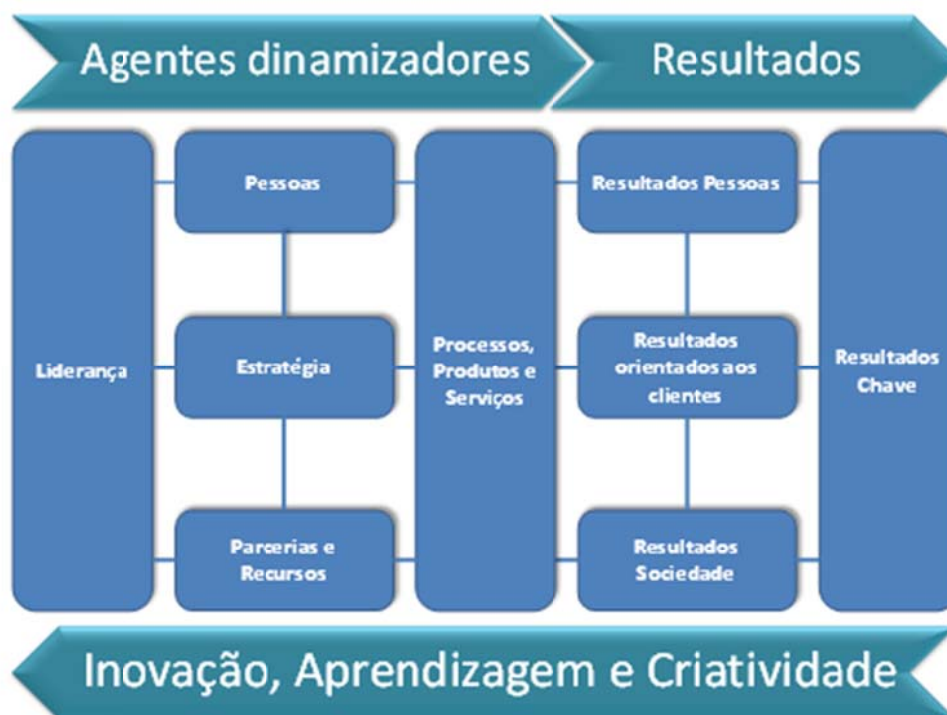 Agentes dinamizadores
Resultados
Liderança
Pessoas
Estratégia
Parcerias e
Recursos
Processos,
Produtos e
Serviços
Resultados Pessoas
Resultados
orientados aos
clientes
Resultados
Sociedade
Resultados
Chave
Inovação, Aprendizagem e Criatividade